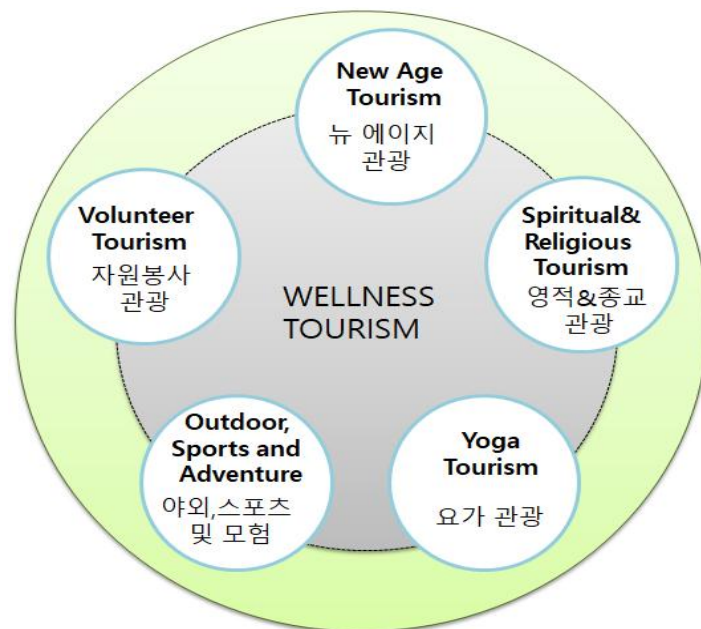 New Age
Tourism
뉴 에이지
관광
Volunteer
Tourism
자원봉사
관광
Spiritual&
Religious
Tourism
영적&종교
관광
WELLNESS
TOURISM
Outdoor,
Sports and
Adventure
야외,스포츠
및 모험
Yoga
Tourism
요가 관광